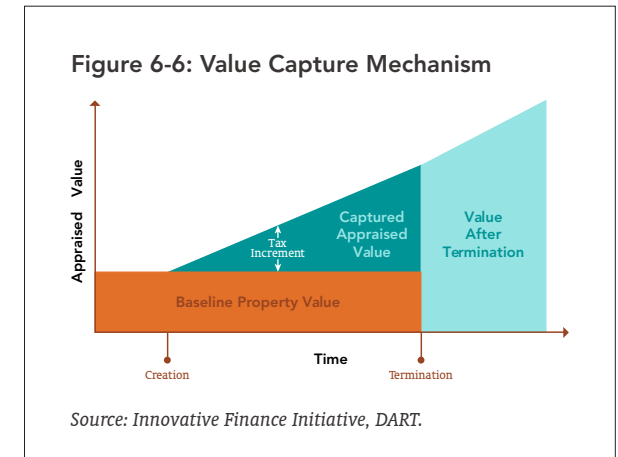 Figure 6-6: Value Capture Mechanism
Appraised Value
Captured
Appraised
Value
Tax
Increment
Value
After
Termination
Baseline Property Value
Time
Creation
Termination
Source: Innovative Finance Initiative, DART.